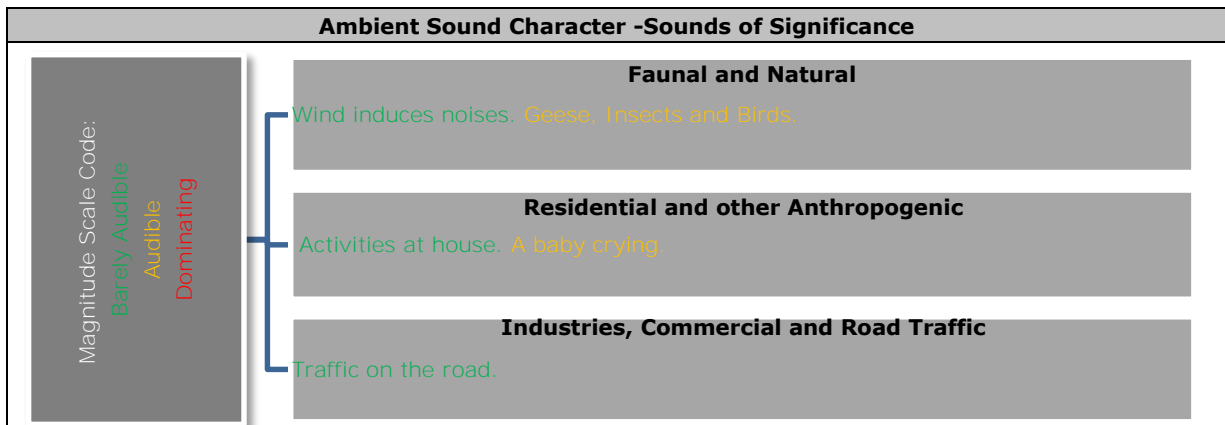 Ambient Sound Character -Sounds of Significance
Magnitude Scale Code:
Barely Audible
Audible
Dominating
Faunal and Natural
Wind induces noises. Geese, Insects and Birds.
Residential and other Anthropogenic
Activities at house. A baby crying.
Industries, Commercial and Road Traffic
Traffic on the road.